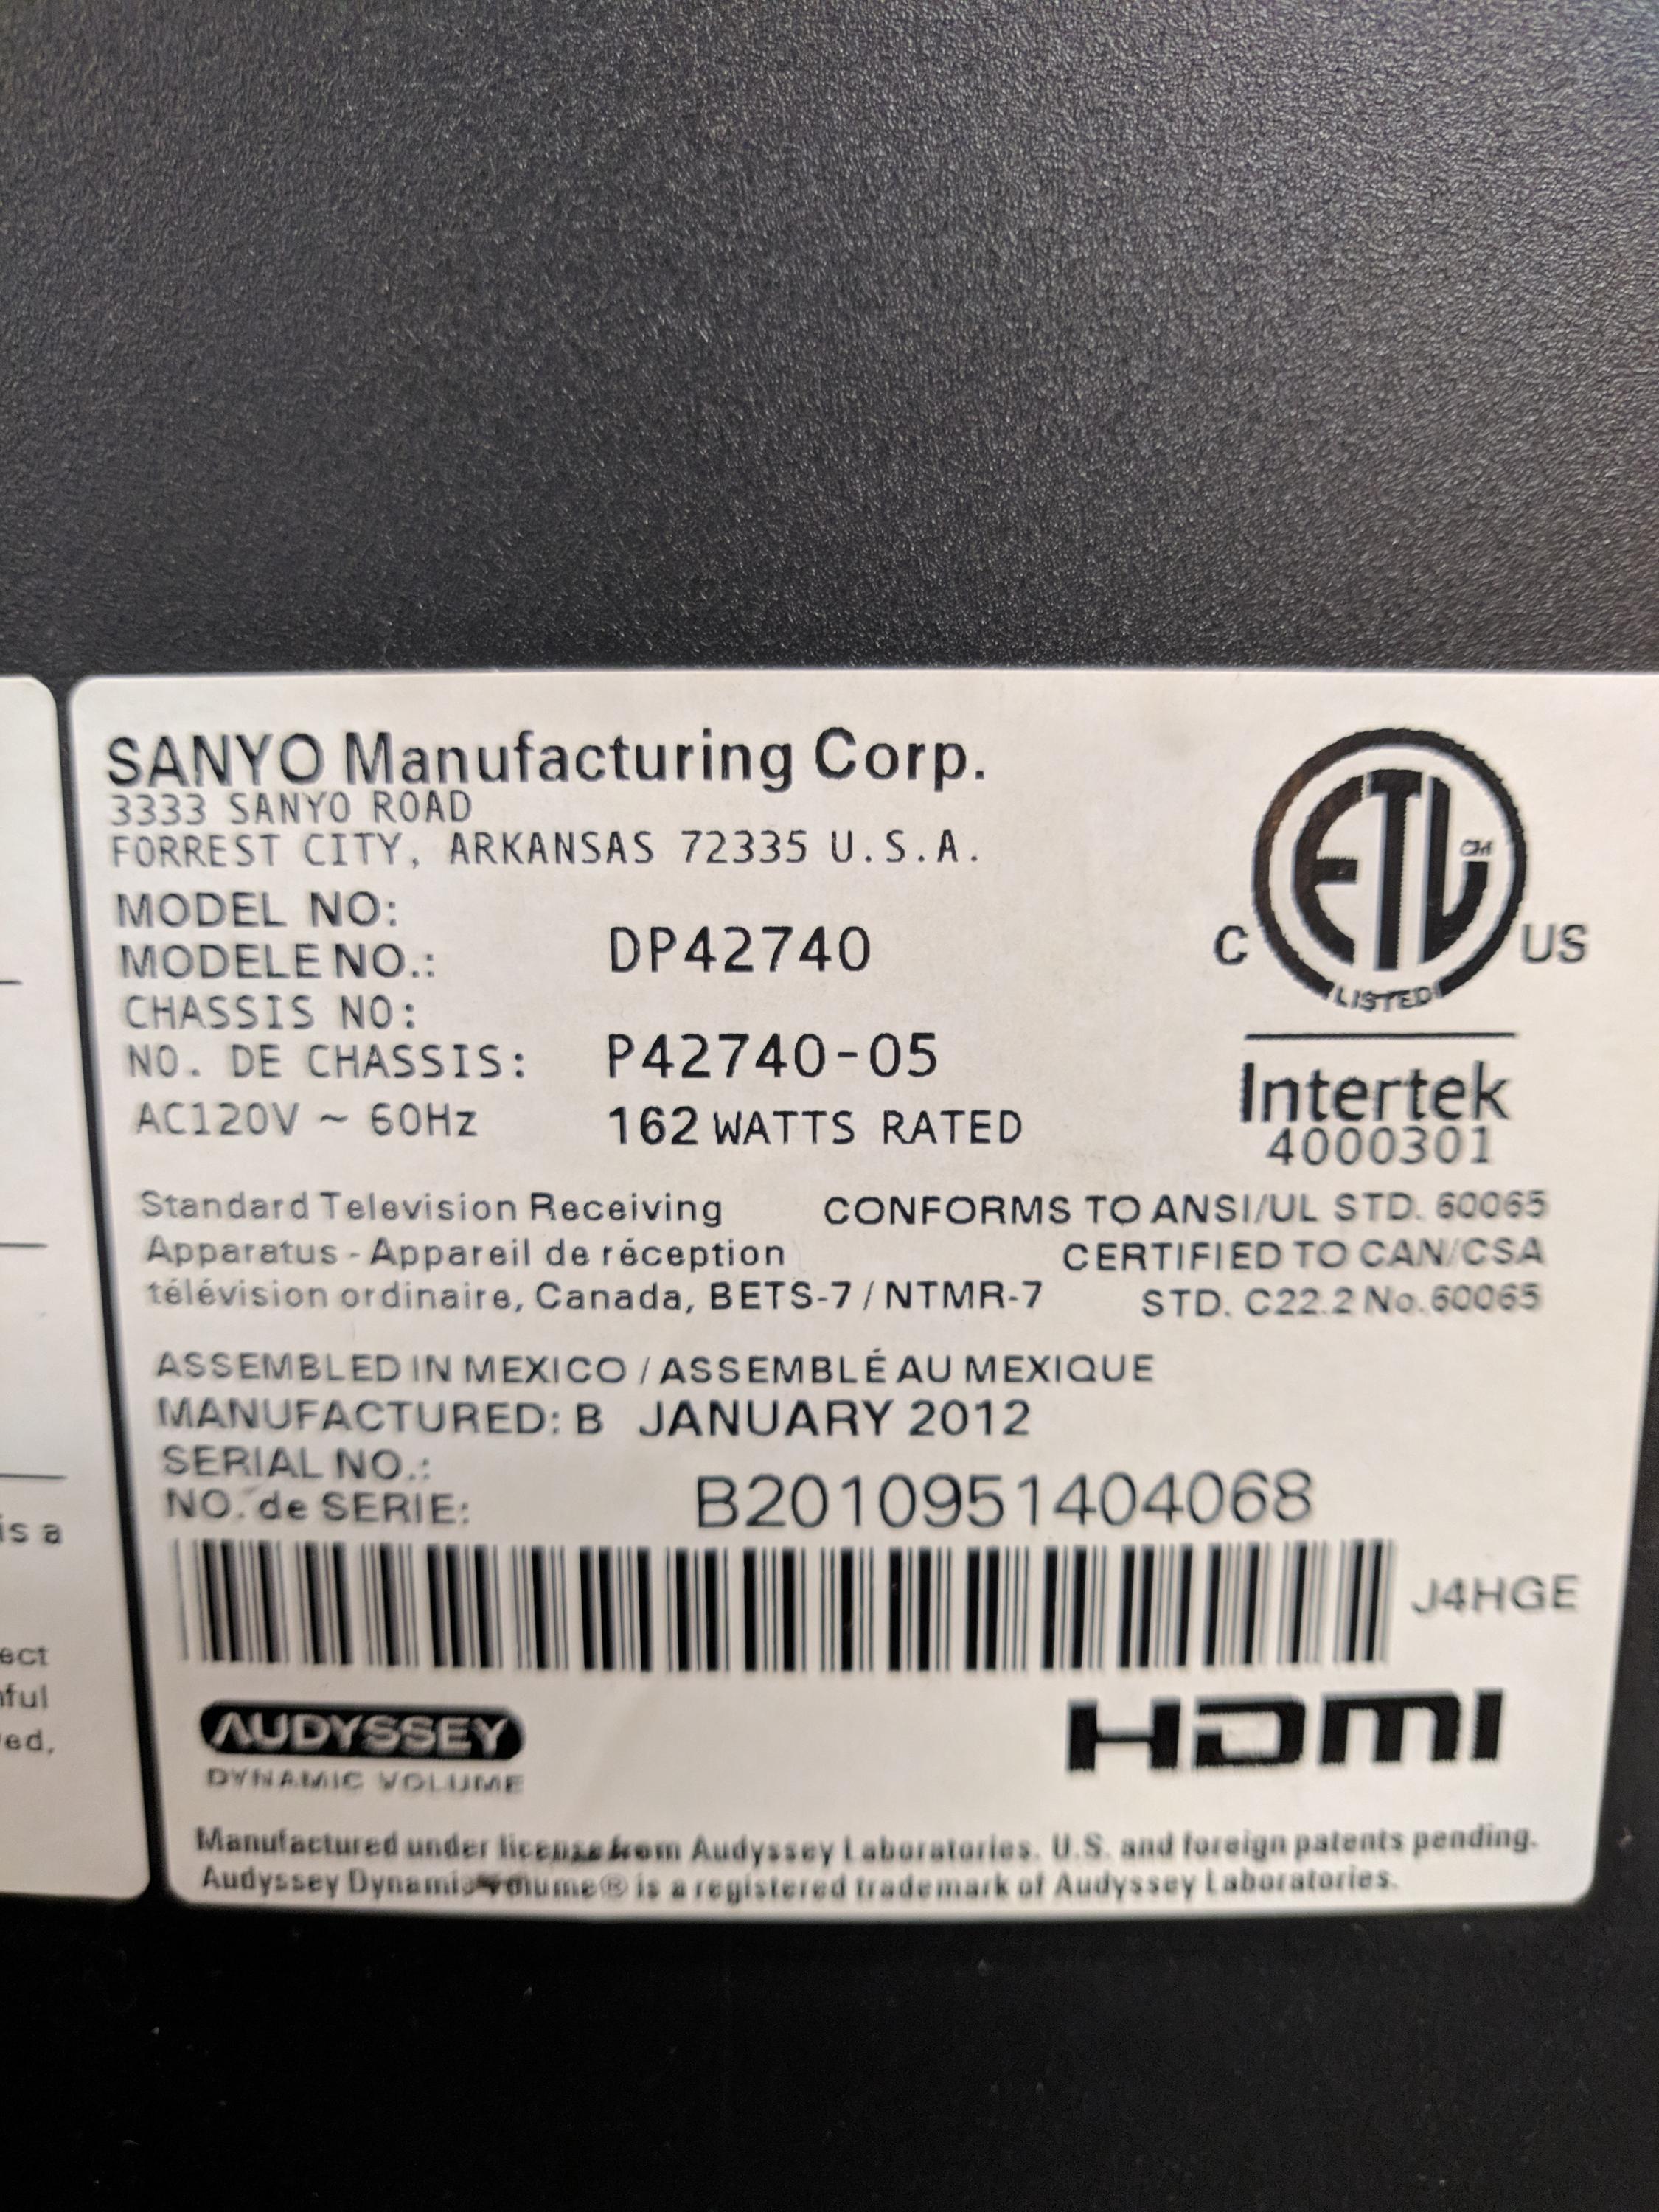 SANYO Manufacturing Corp.
3333 SANYO ROAD
FORREST CITY, ARKANSAS 72335 U.S.A.
MODEL NO:
MODELE NO.: DP42740
CHASSIS NO:
NO. DE CHASSIS: P42740-05
AC120V ~ 60Hz 162 WATTS RATED
ETL CM
LISTED
C US
Intertek
4000301
Standard Television Receiving
Apparatus - Appareil de réception
télévision ordinaire, Canada, BETS-7 / NTMR-7
CONFORMS TO ANSI/UL STD. 60065
CERTIFIED TO CAN/CSA
STD. C22.2 No.60065
ASSEMBLED IN MEXICO / ASSEMBLÉ AU MEXIQUE
MANUFACTURED: B JANUARY 2012
SERIAL NO.:
NO. de SERIE: B2010951404068
J4HGE
AUDYSSEY
DYNAMIC VOLUME
HDMI
Manufactured under license from Audyssey Laboratories. U.S. and foreign patents pending.
Audyssey Dynamic Volume® is a registered trademark of Audyssey Laboratories.
is a
ect
ed,